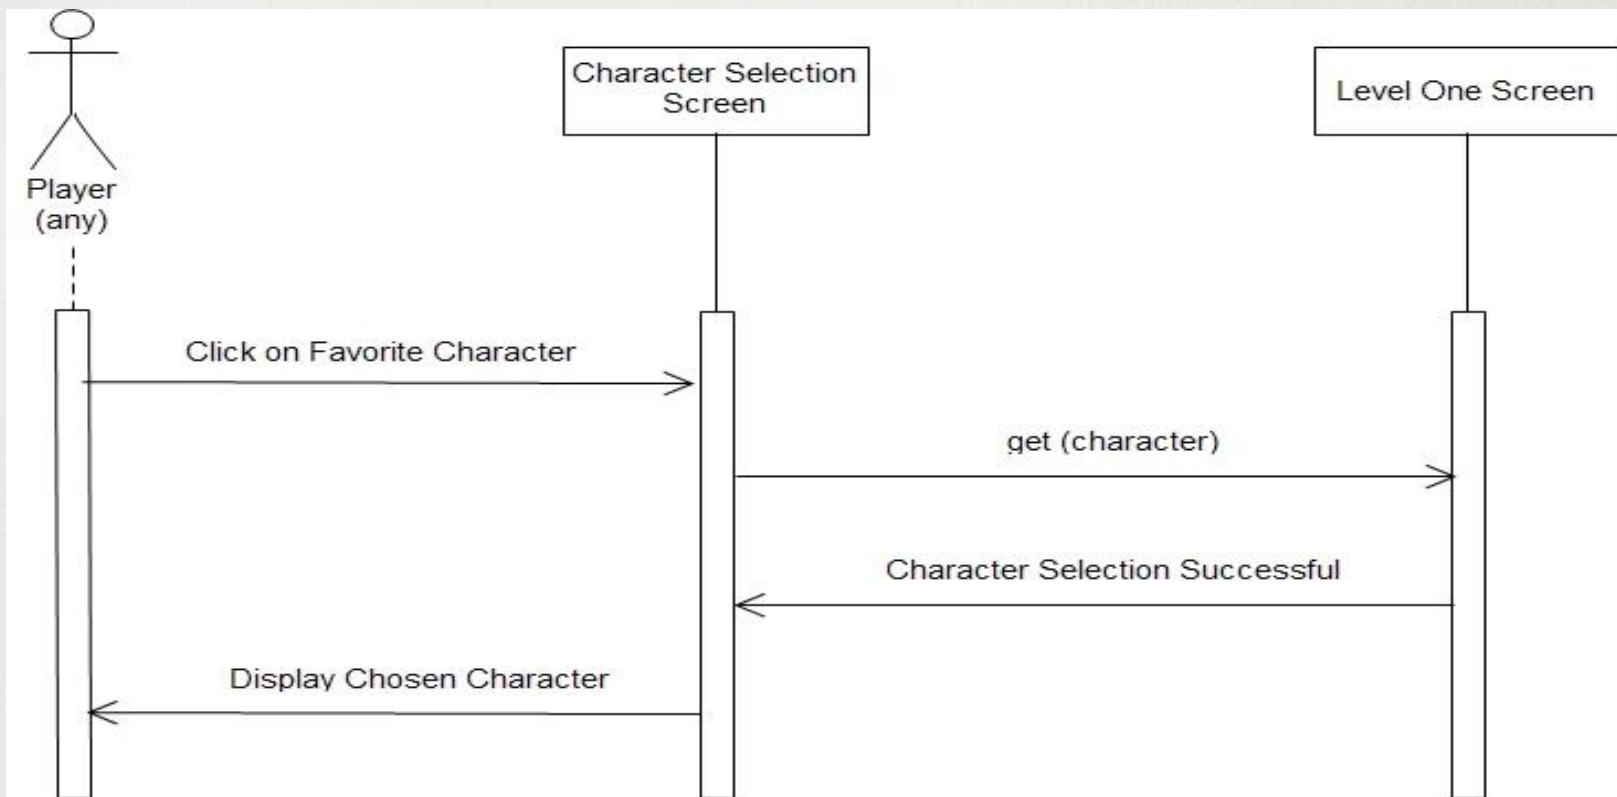 Character Selection
Screen
Level One Screen
Player
(any)
Click on Favorite Character
get (character)
Character Selection Successful
Display Chosen Character